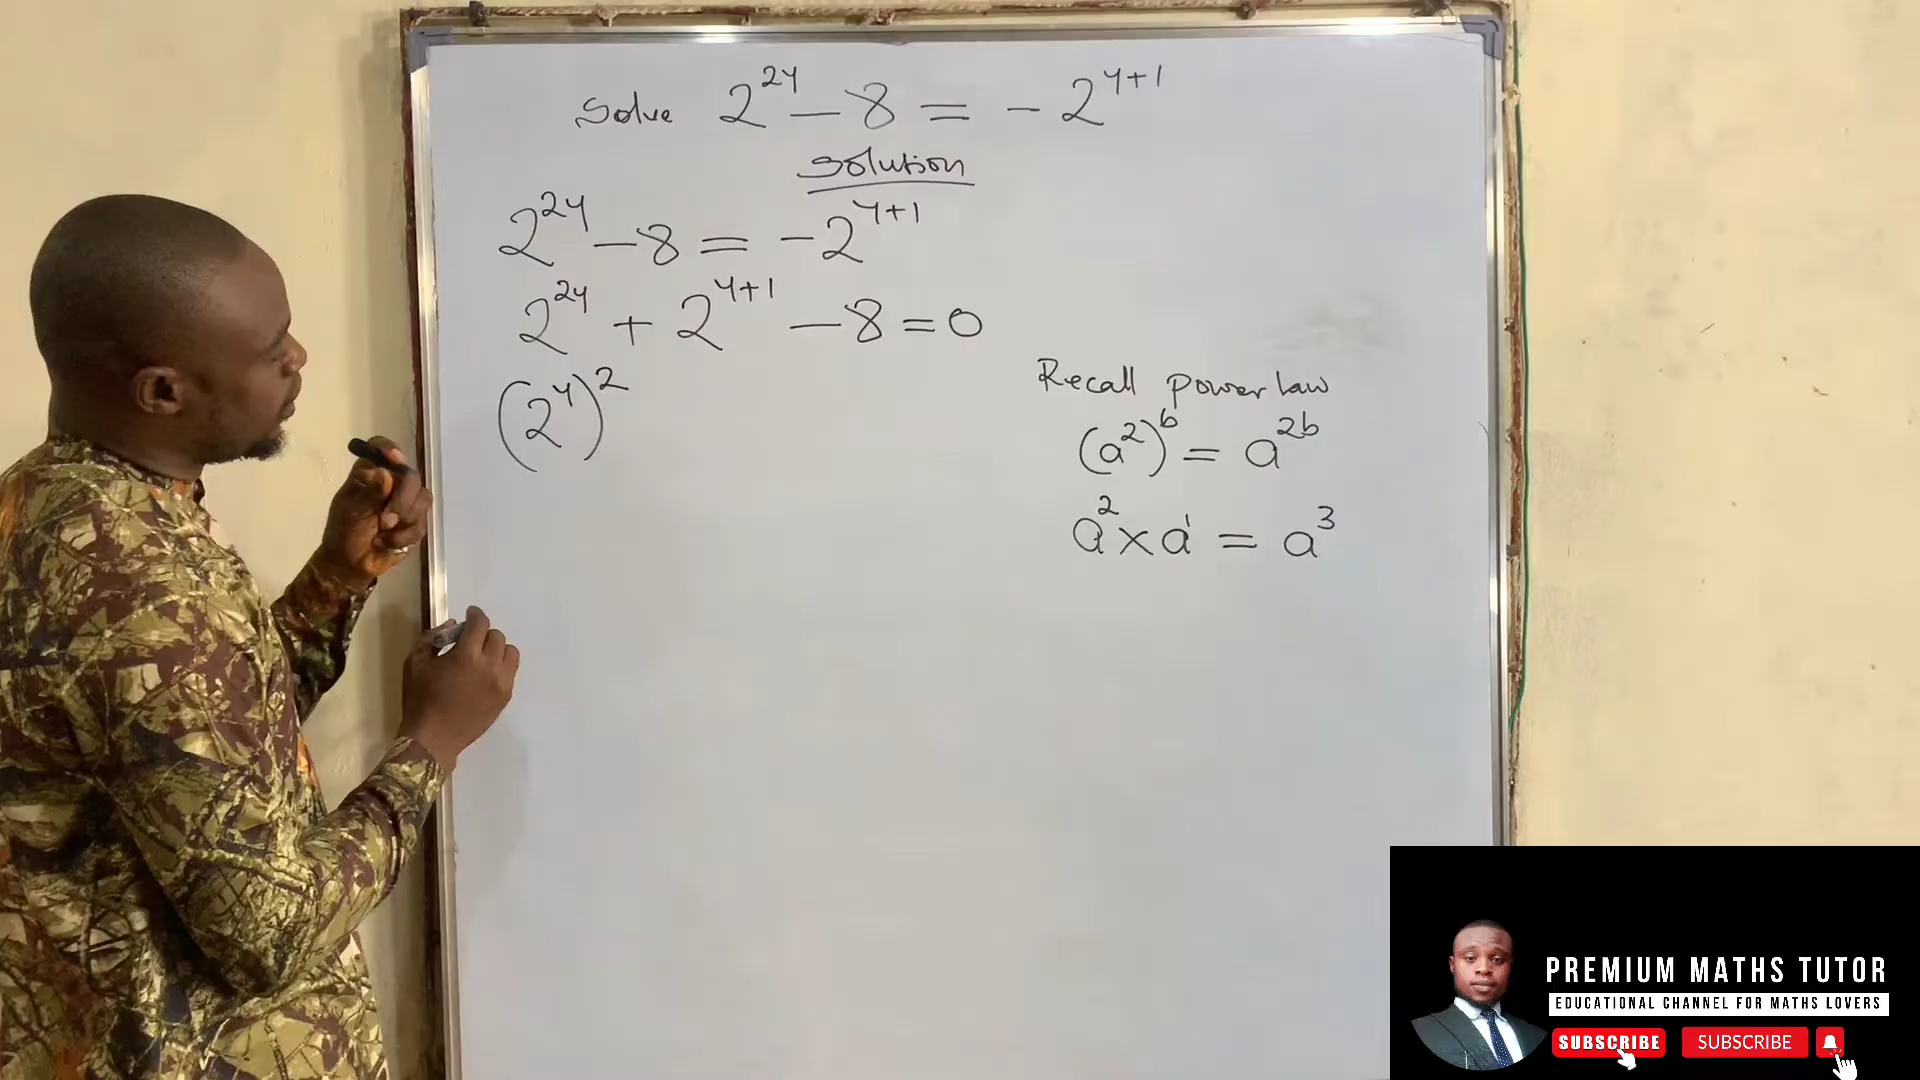 Solve 2^{2y} - 8 = -2^{y+1}
Solution
2^{2y} - 8 = -2^{y+1}
2^{2y} + 2^{y+1} - 8 = 0
(2^y)^2
Recall power law
(a^2)^b = a^{2b}
a^2 × a^1 = a^3
PREMIUM MATHS TUTOR
EDUCATIONAL CHANNEL FOR MATHS LOVERS
SUBSCRIBE SUBSCRIBE